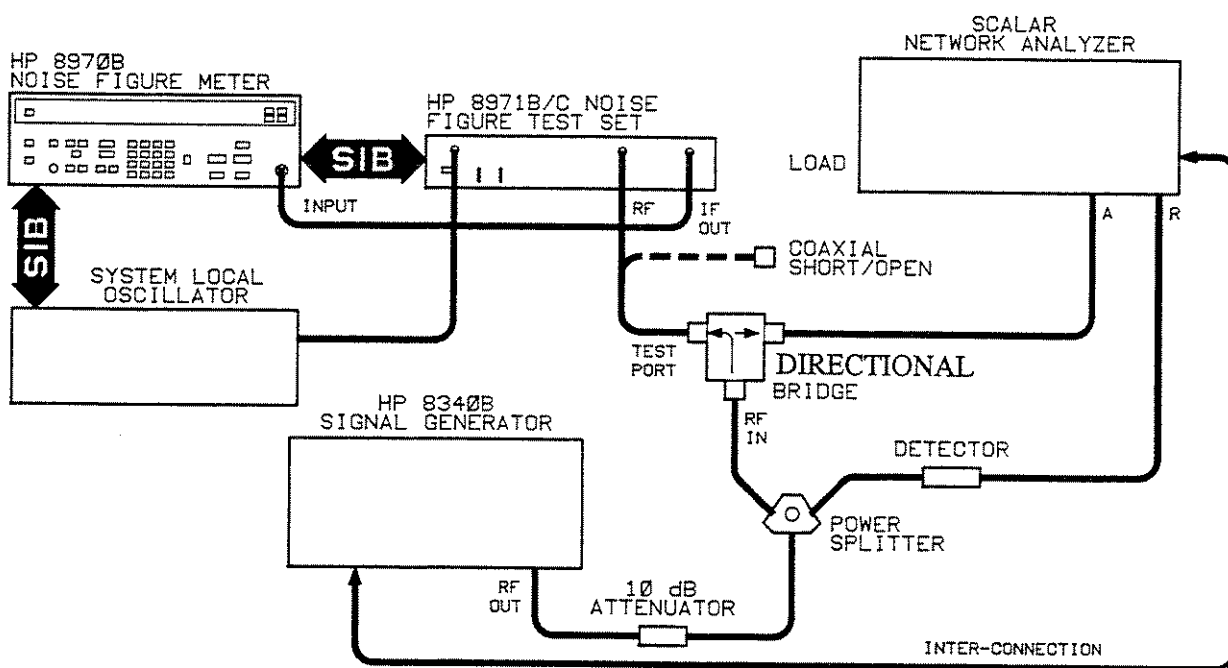 SCALAR
NETWORK ANALYZER
HP 8970B
NOISE FIGURE METER
HP 8971B/C NOISE
FIGURE TEST SET
SIB
LOAD
INPUT
RF
IF
OUT
A
R
SIB
COAXIAL
SHORT/OPEN
SYSTEM LOCAL
OSCILLATOR
TEST
PORT
DIRECTIONAL
BRIDGE
HP 8340B
SIGNAL GENERATOR
RF
IN
DETECTOR
POWER
SPLITTER
RF
OUT
10 dB
ATTENUATOR
INTER-CONNECTION